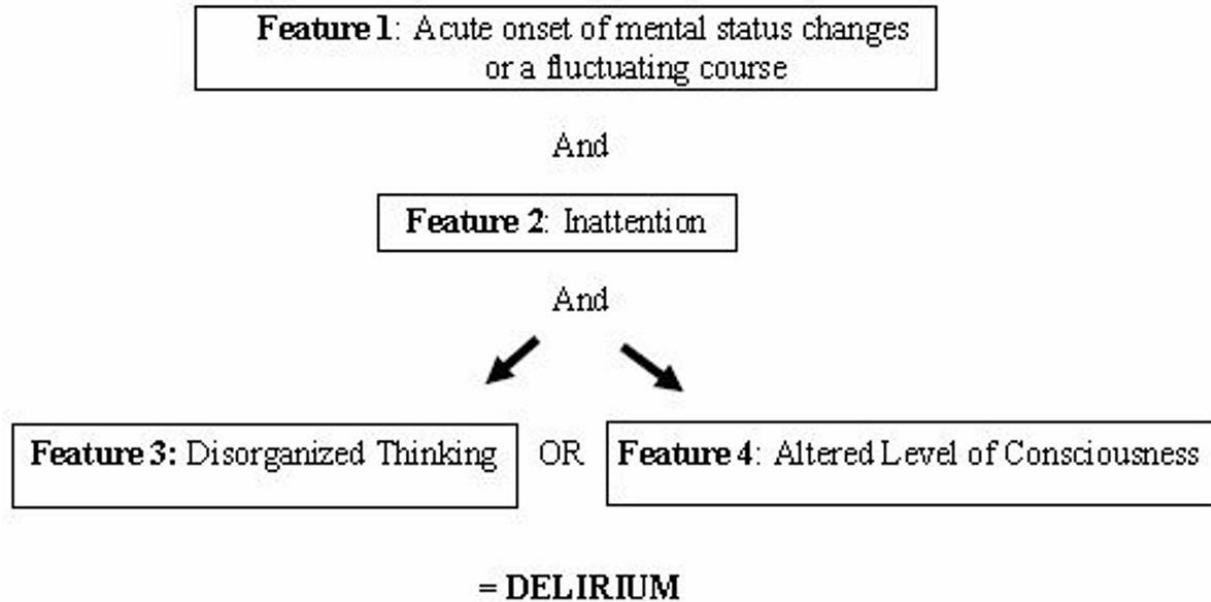 Feature 1: Acute onset of mental status changes
or a fluctuating course
And
Feature 2: Inattention
And
Feature 3: Disorganized Thinking OR Feature 4: Altered Level of Consciousness
= DELIRIUM